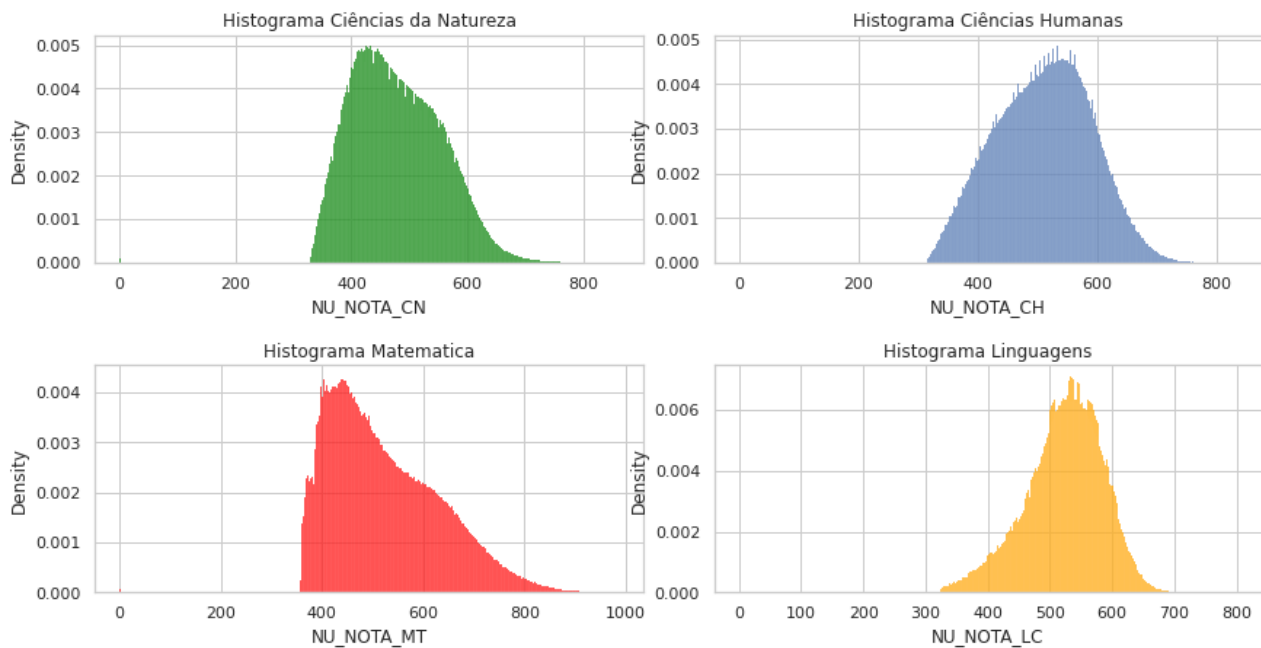 Histograma Ciências da Natureza
Density
0.005
0.004
0.003
0.002
0.001
0.000
0 200 400 600 800
NU_NOTA_CN
Histograma Ciências Humanas
Density
0.005
0.004
0.003
0.002
0.001
0.000
0 200 400 600 800
NU_NOTA_CH
Histograma Matematica
Density
0.004
0.003
0.002
0.001
0.000
0 200 400 600 800 1000
NU_NOTA_MT
Histograma Linguagens
Density
0.006
0.004
0.002
0.000
0 100 200 300 400 500 600 700 800
NU_NOTA_LC